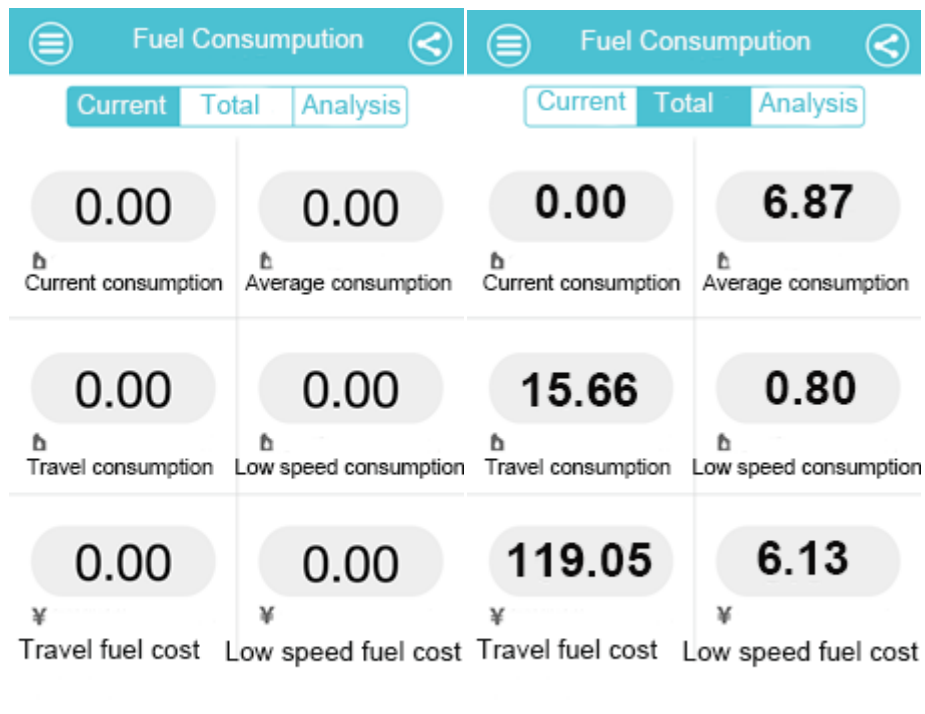 Fuel Consumpution
Current Total Analysis
0.00 0.00
Current consumption Average consumption
0.00 0.00
Travel consumption Low speed consumption
0.00 0.00
¥ ¥
Travel fuel cost Low speed fuel cost
Fuel Consumpution
Current Total Analysis
0.00 6.87
Current consumption Average consumption
15.66 0.80
Travel consumption Low speed consumption
119.05 6.13
¥ ¥
Travel fuel cost Low speed fuel cost